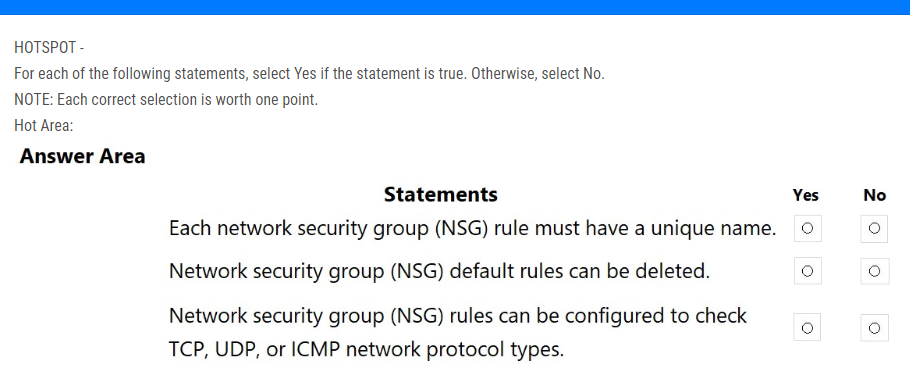 HOTSPOT -
For each of the following statements, select Yes if the statement is true. Otherwise, select No.
NOTE: Each correct selection is worth one point.
Hot Area:
Answer Area
Statements Yes No
Each network security group (NSG) rule must have a unique name.
Network security group (NSG) default rules can be deleted.
Network security group (NSG) rules can be configured to check
TCP, UDP, or ICMP network protocol types.